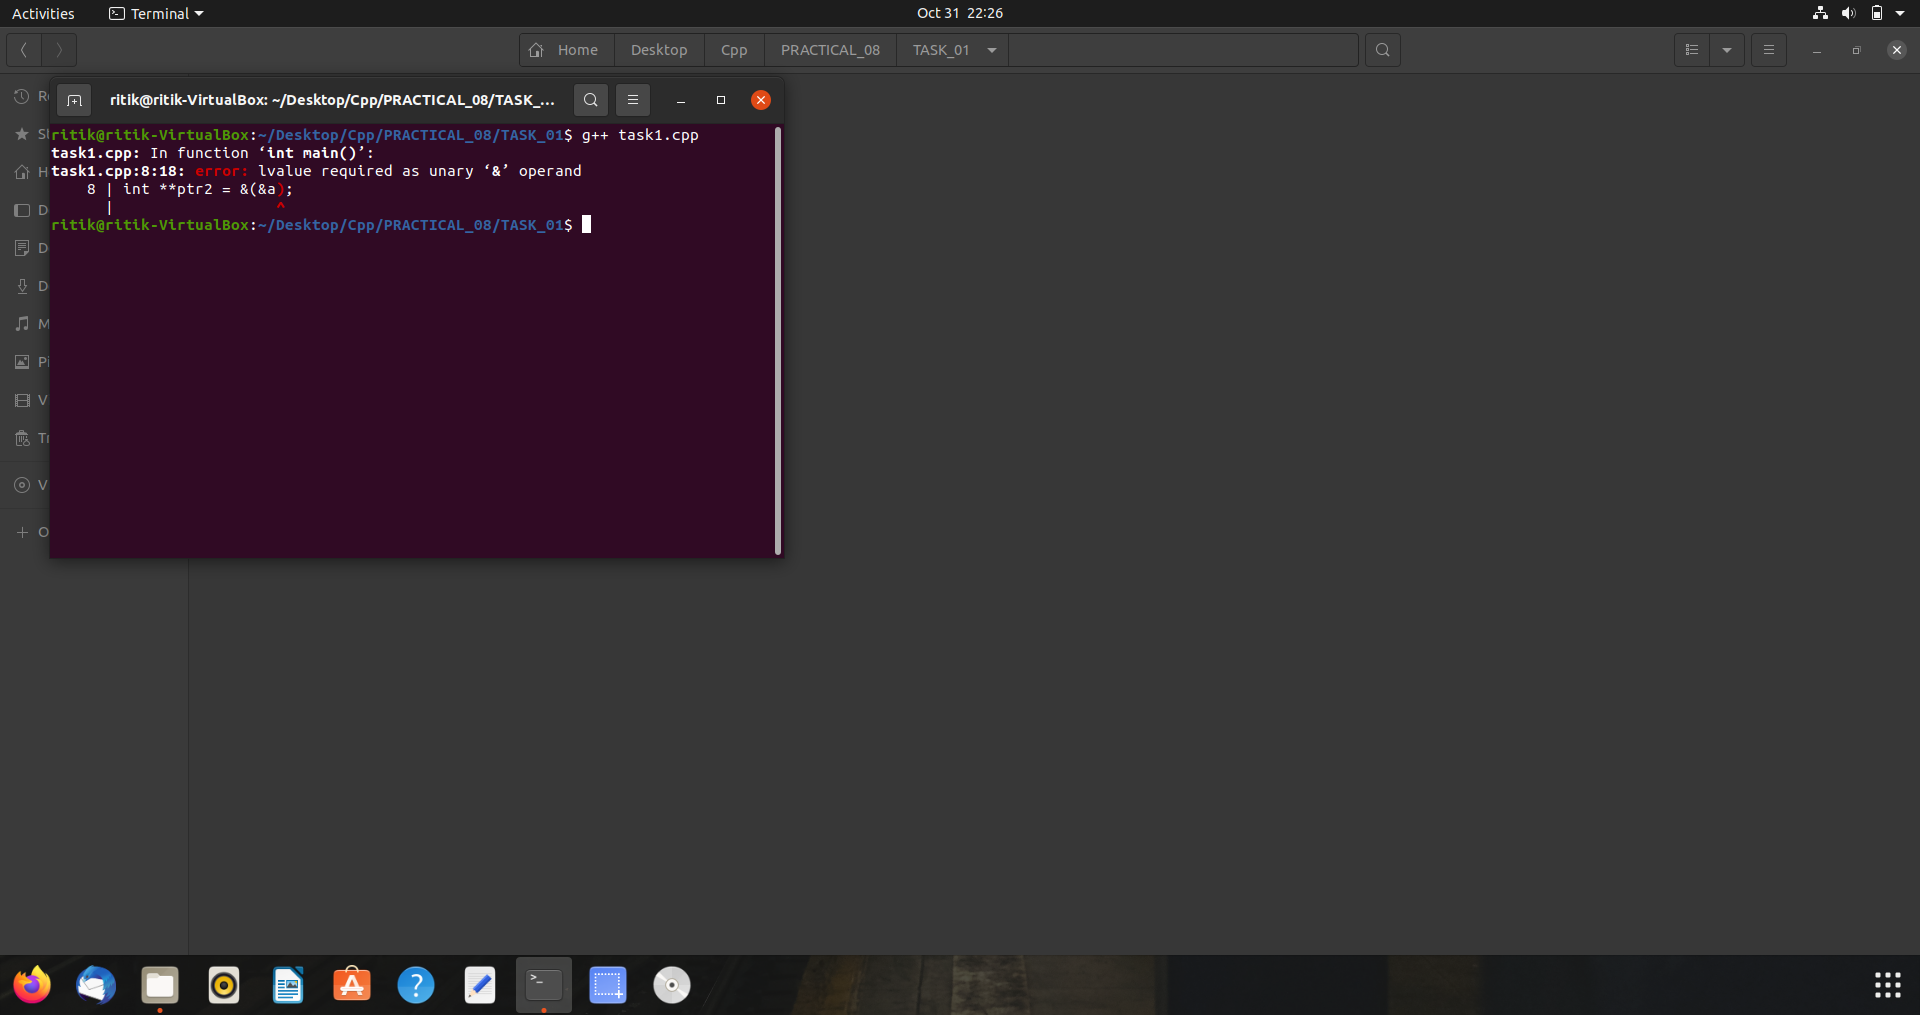 Activities
Terminal
Oct 31 22:26
Home
Desktop
Cpp
PRACTICAL_08
TASK_01
ritik@ritik-VirtualBox: ~/Desktop/Cpp/PRACTICAL_08/TASK_...
ritik@ritik-VirtualBox:~/Desktop/Cpp/PRACTICAL_08/TASK_01$ g++ task1.cpp
task1.cpp: In function ‘int main()’:
task1.cpp:8:18: error: lvalue required as unary ‘&’ operand
8 | int **ptr2 = &(&a);
| ^
ritik@ritik-VirtualBox:~/Desktop/Cpp/PRACTICAL_08/TASK_01$